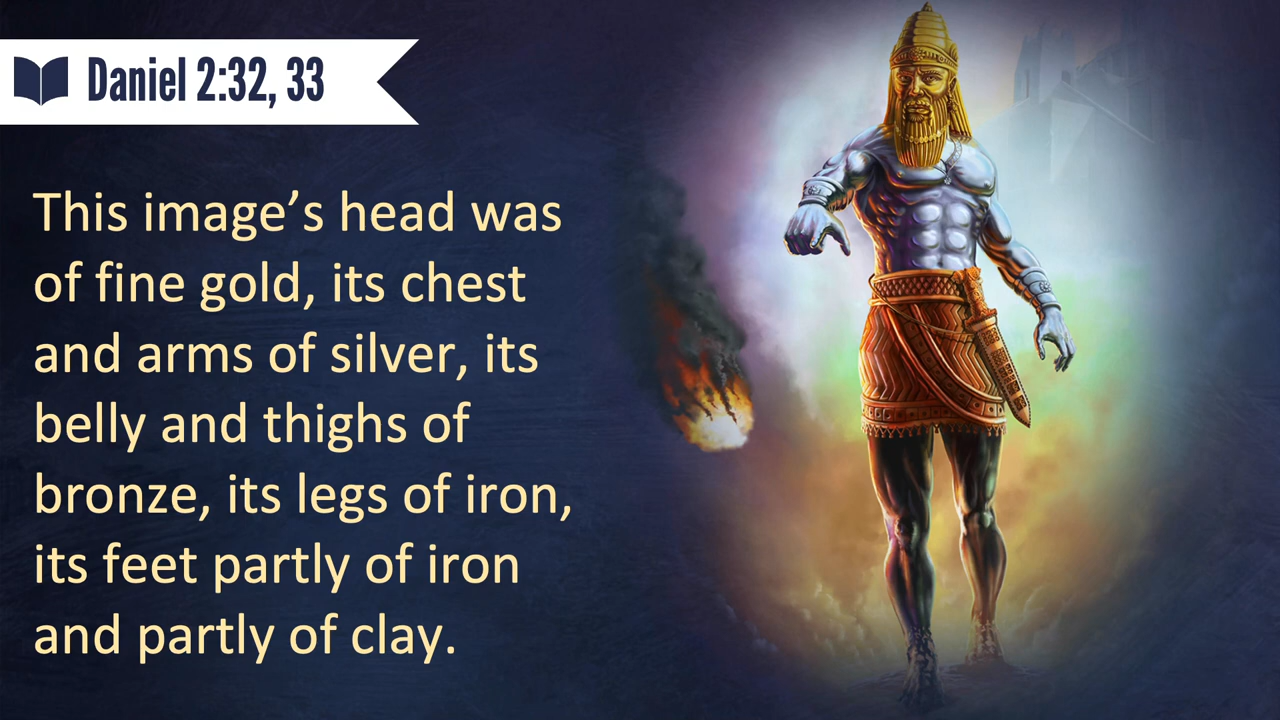 Daniel 2:32, 33
This image’s head was
of fine gold, its chest
and arms of silver, its
belly and thighs of
bronze, its legs of iron,
its feet partly of iron
and partly of clay.